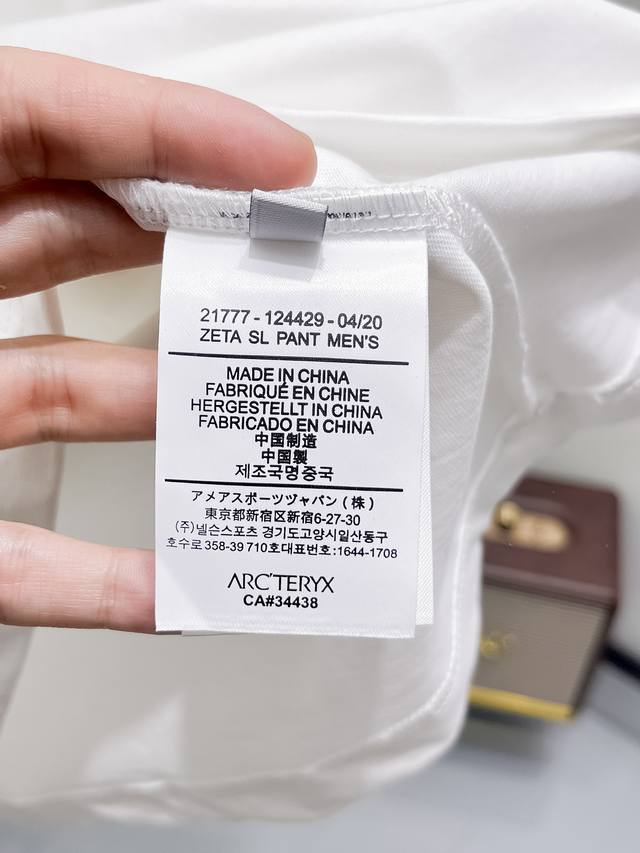 21777 - 124429 - 04/20
ZETA SL PANT MEN'S
MADE IN CHINA
FABRIQUÉ EN CHINE
HERGESTELLT IN CHINA
FABRICADO EN CHINA
中国制造
中国製
제조국명중국
アメアスポーツジャパン (株)
東京都新宿区新宿6-27-30
(주)넬슨스포츠 경기도고양시일산동구
호수로 358-39 710호대표번호:1644-1708
ARC'TERYX
CA#34438